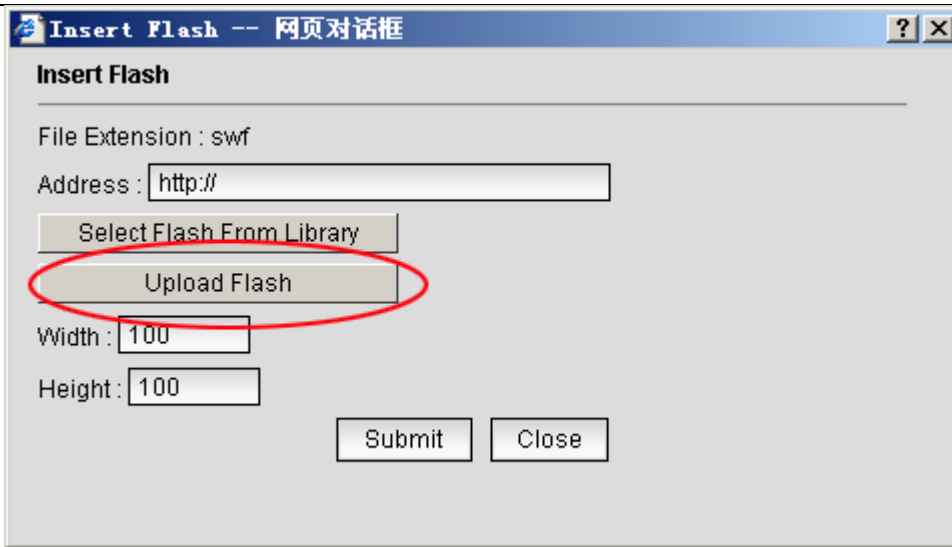 Insert Flash -- 网页对话框
Insert Flash
File Extension : swf
Address : http://
Select Flash From Library
Upload Flash
Width : 100
Height : 100
Submit Close